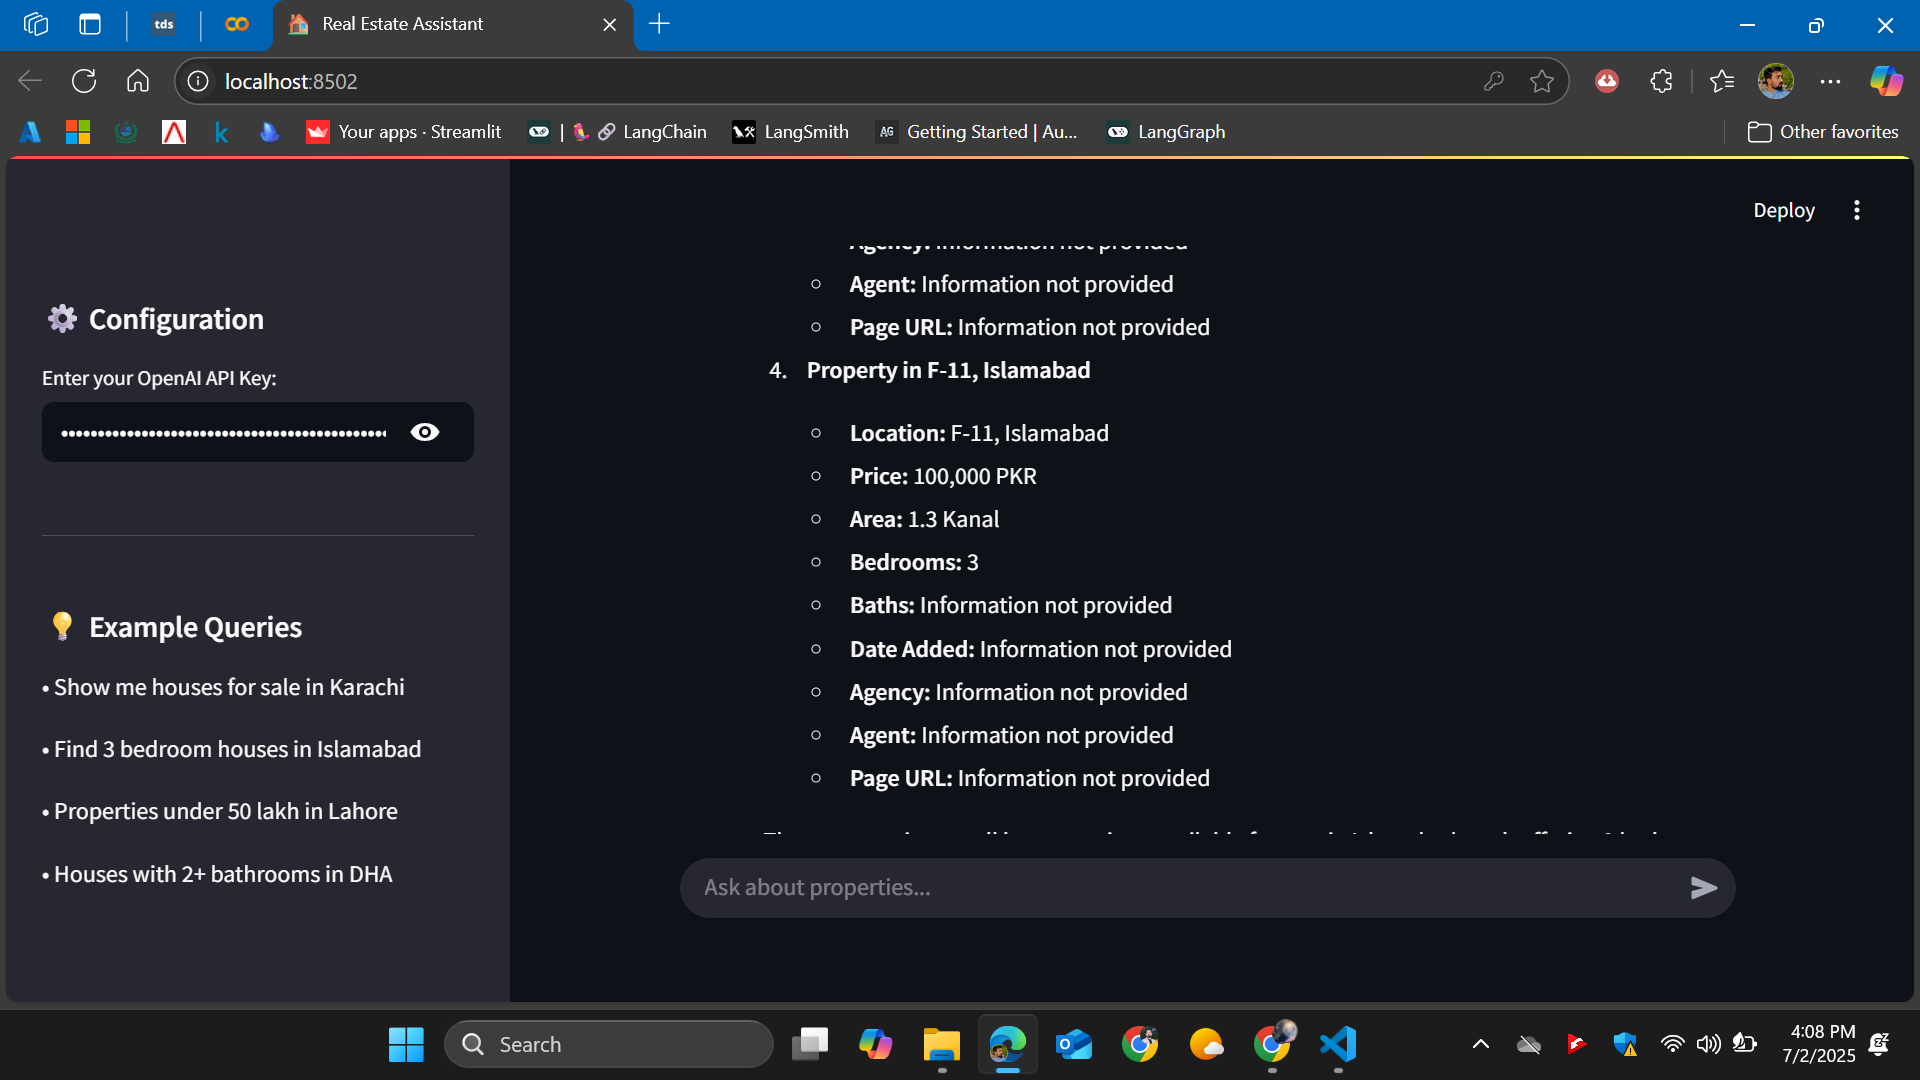 tds
Real Estate Assistant
localhost:8502
Your apps · Streamlit
| LangChain
LangSmith
AG Getting Started | Au...
LangGraph
Other favorites
Deploy
Configuration
Enter your OpenAI API Key:
Example Queries
• Show me houses for sale in Karachi
• Find 3 bedroom houses in Islamabad
• Properties under 50 lakh in Lahore
• Houses with 2+ bathrooms in DHA
Agency: Information not provided
Agent: Information not provided
Page URL: Information not provided
4. Property in F-11, Islamabad
Location: F-11, Islamabad
Price: 100,000 PKR
Area: 1.3 Kanal
Bedrooms: 3
Baths: Information not provided
Date Added: Information not provided
Agency: Information not provided
Agent: Information not provided
Page URL: Information not provided
Ask about properties...
Search
4:08 PM
7/2/2025